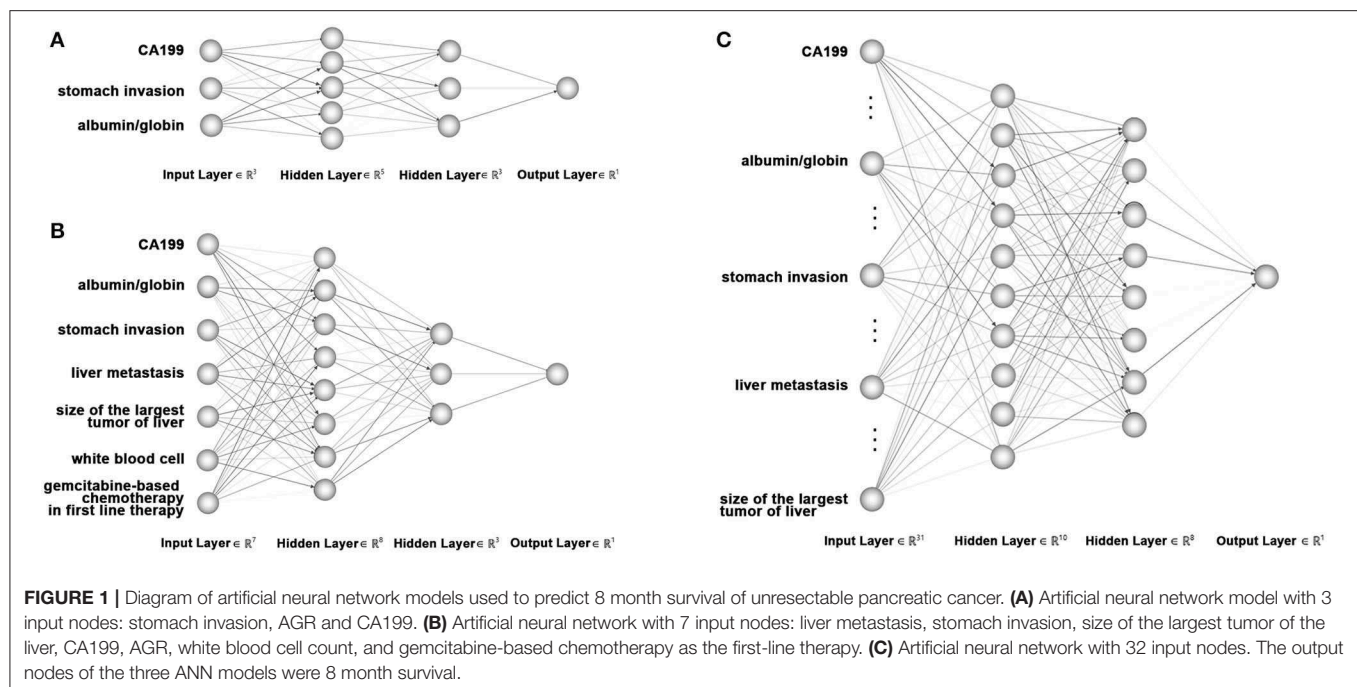 A
CA199
stomach invasion
albumin/globin
Input Layer ∈ ℝ³ Hidden Layer ∈ ℝ⁵ Hidden Layer ∈ ℝ³ Output Layer ∈ ℝ¹
B
CA199
albumin/globin
stomach invasion
liver metastasis
size of the largest
tumor of liver
white blood cell
gemcitabine-based
chemotherapy
in first line therapy
Input Layer ∈ ℝ⁷ Hidden Layer ∈ ℝ⁸ Hidden Layer ∈ ℝ³ Output Layer ∈ ℝ¹
C
CA199
albumin/globin
stomach invasion
liver metastasis
size of the largest
tumor of liver
Input Layer ∈ ℝ³¹ Hidden Layer ∈ ℝ¹⁰ Hidden Layer ∈ ℝ⁸ Output Layer ∈ ℝ¹
FIGURE 1 | Diagram of artificial neural network models used to predict 8 month survival of unresectable pancreatic cancer. (A) Artificial neural network model with 3
input nodes: stomach invasion, AGR and CA199. (B) Artificial neural network with 7 input nodes: liver metastasis, stomach invasion, size of the largest tumor of the
liver, CA199, AGR, white blood cell count, and gemcitabine-based chemotherapy as the first-line therapy. (C) Artificial neural network with 32 input nodes. The output
nodes of the three ANN models were 8 month survival.